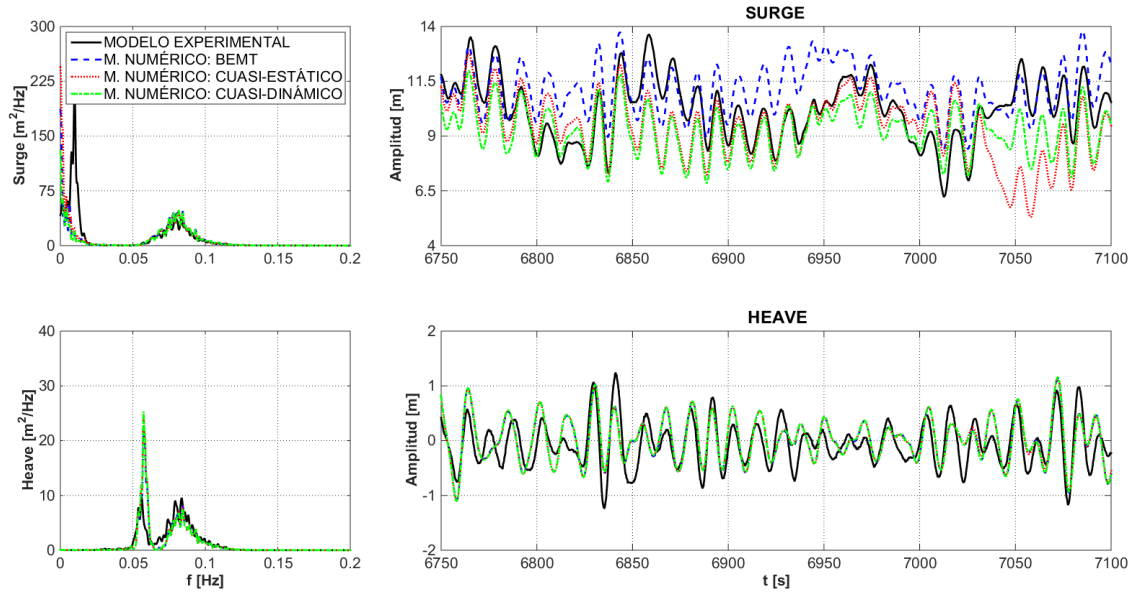 SURGE
300
225
150
75
0
Surge [m²/Hz]
MODELO EXPERIMENTAL
M. NUMÉRICO: BEMT
M. NUMÉRICO: CUASI-ESTÁTICO
M. NUMÉRICO: CUASI-DINÁMICO
0 0.05 0.1 0.15 0.2
14
11.5
9
6.5
4
Amplitud [m]
6750 6800 6850 6900 6950 7000 7050 7100
HEAVE
40
30
20
10
0
Heave [m²/Hz]
0 0.05 0.1 0.15 0.2
f [Hz]
2
1
0
-1
-2
Amplitud [m]
6750 6800 6850 6900 6950 7000 7050 7100
t [s]